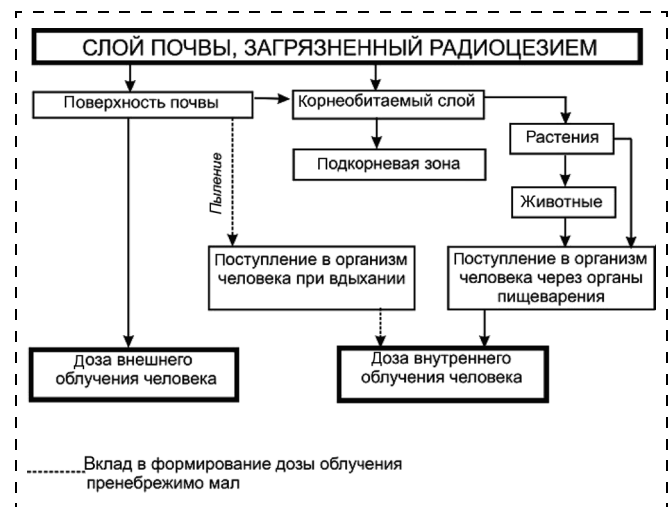 СЛОЙ ПОЧВЫ, ЗАГРЯЗНЕННЫЙ РАДИОЦЕЗИЕМ
Поверхность почвы
Корнеобитаемый слой
Растения
Подкорневая зона
Пыление
Животные
Поступление в организм
человека при вдыхании
Поступление в организм
человека через органы
пищеварения
Доза внешнего
облучения человека
Доза внутреннего
облучения человека
Вклад в формирование дозы облучения
пренебрежимо мал